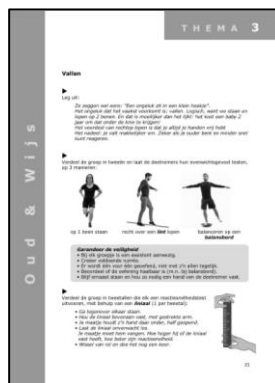 THEMA 3
Oud & Wijs
Vallen
Leg uit:
Ze zeggen wel eens: "Een ongeluk zit in een klein hoekje".
Het ongeluk dat het vaakst voorkomt is: vallen. Logisch, want we staan en
lopen op 2 benen. En dat is moeilijker dan het lijkt: het kost een baby 2
jaar om dat onder de knie te krijgen!
Het voordeel van rechtop lopen is dat je altijd je handen vrij hebt
Het nadeel: je valt makkelijker om. Zeker als je ouder bent en minder snel
kunt reageren.
Verdeel de groep in tweeën en laat de deelnemers hun evenwichtsgevoel testen,
op 3 manieren:
op 1 been staan
recht over een lint lopen
balanceren op een
balansbord
Garandeer de veiligheid
• Bij elk groepje is een assistent aanwezig.
• Creëer voldoende ruimte.
• Er wordt één voor één geoefend, niet met z'n allen tegelijk.
• Beoordeel of de oefening haalbaar is (m.n. bij balansbord).
• Blijf ernaast staan en hou zo nodig een hand van de deelnemer vast.
Verdeel de groep in tweetallen die elk een reactiesnelheidstest
uitvoeren, met behulp van een liniaal (1 per tweetal):
• Ga tegenover elkaar staan.
• Hou de liniaal bovenaan vast, met gestrekte arm.
• Je maatje houdt z'n hand daar onder, half geopend.
• Laat de liniaal onverwacht los.
Je maatje moet hem vangen. Hoe hoger hij of de liniaal
vast heeft, hoe beter zijn reactiesnelheid.
• Wissel van rol en doe het nog een keer.